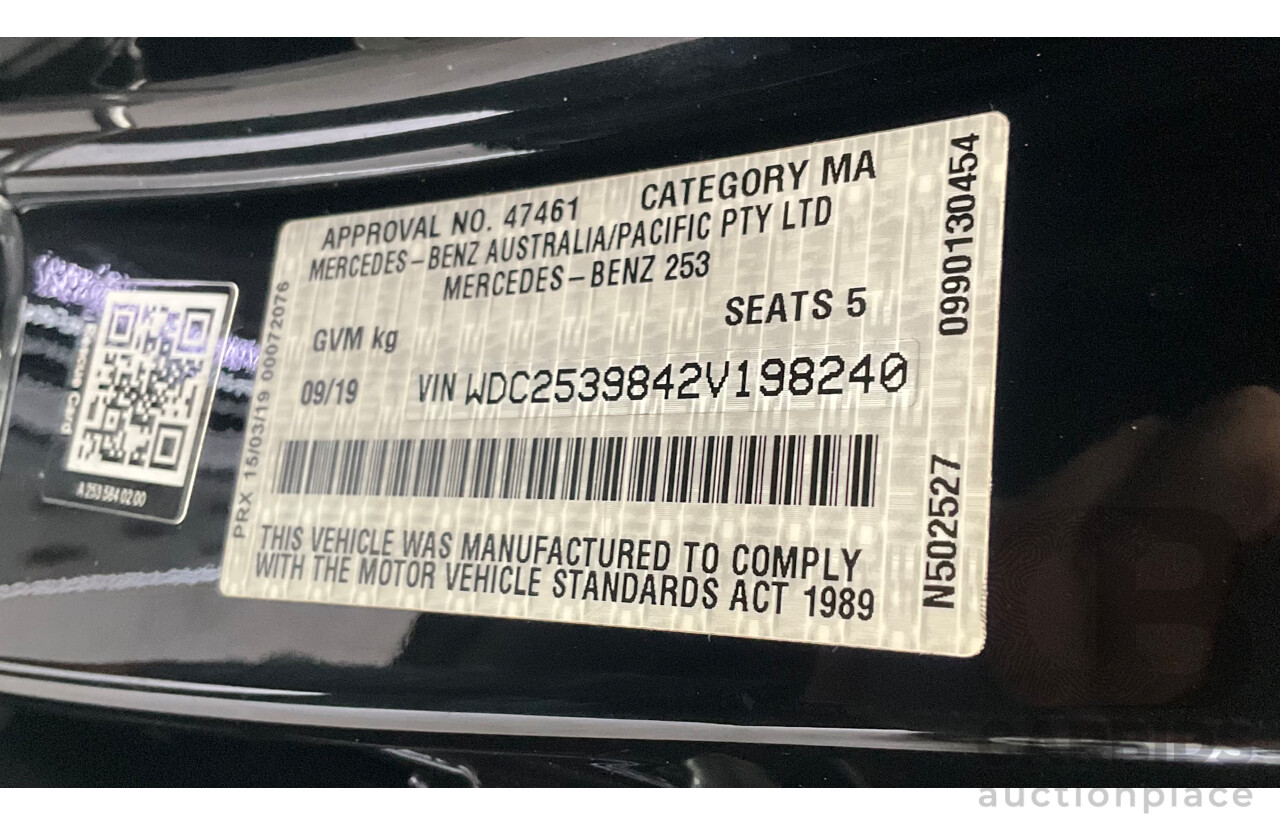 APPROVAL NO. 47461 CATEGORY MA
MERCEDES-BENZ AUSTRALIA/PACIFIC PTY LTD
MERCEDES-BENZ 253
SEATS 5
GVM kg
09/19 VIN WDC2539842V198240
THIS VEHICLE WAS MANUFACTURED TO COMPLY
WITH THE MOTOR VEHICLE STANDARDS ACT 1989
PRX 15/03/19 00072076
0990130454
N502527
A 253 584 02 00
CARBIDS
auctionplace